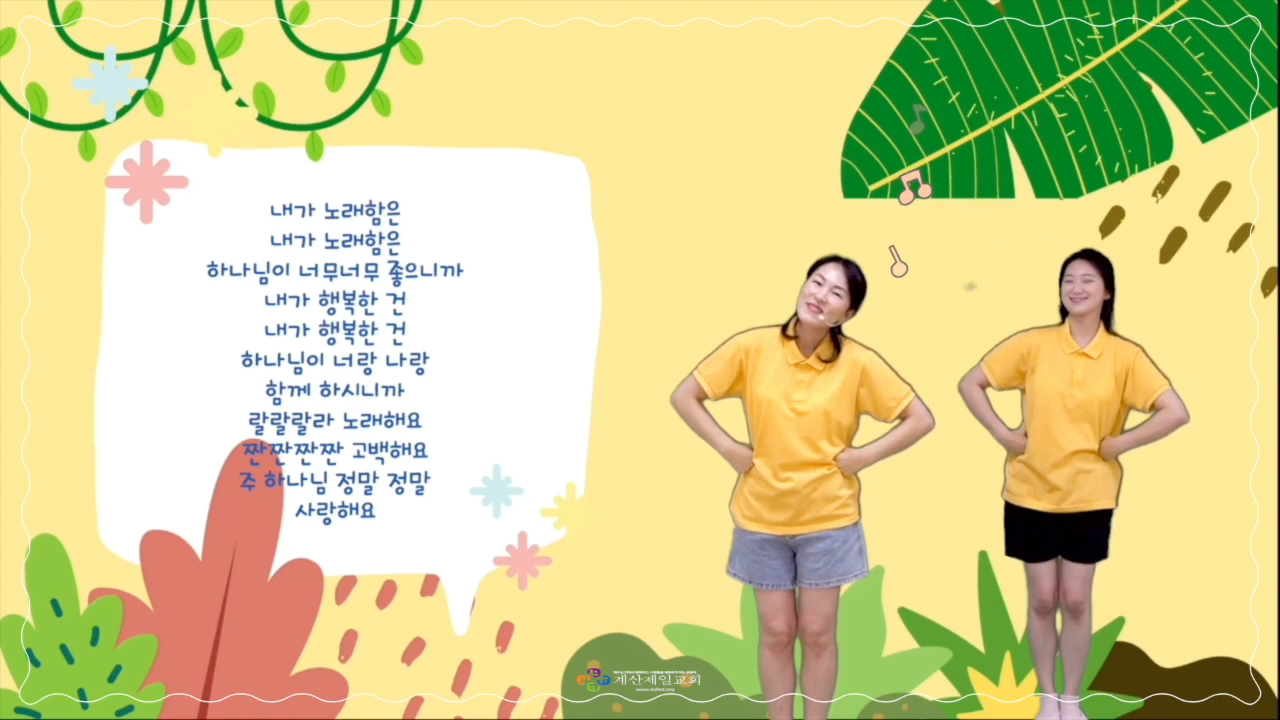 내가 노래함은
내가 노래함은
하나님이 너무너무 좋으니까
내가 행복한 건
내가 행복한 건
하나님이 너랑 나랑
함께 하시니까
랄랄랄라 노래해요
짠짠짠짠 고백해요
주 하나님 정말 정말
사랑해요
계산제일교회